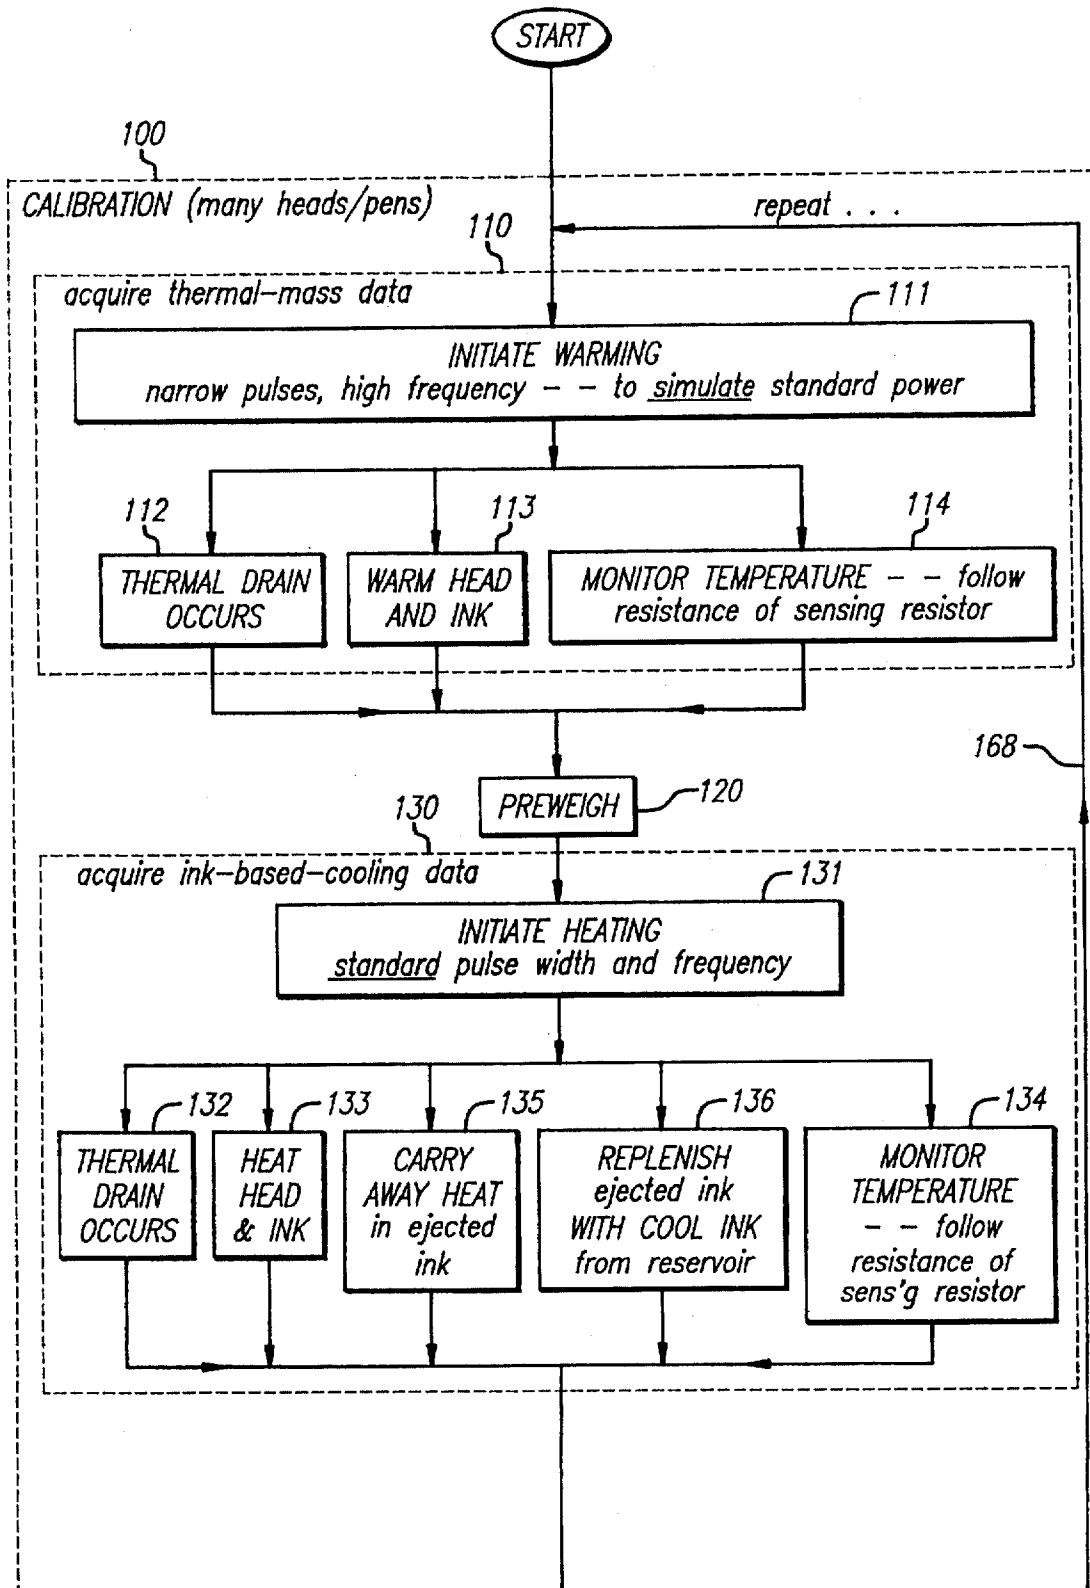 START
100
CALIBRATION (many heads/pens)
repeat . . .
110
acquire thermal-mass data
111
INITIATE WARMING
narrow pulses, high frequency - - to simulate standard power
112
113
114
THERMAL DRAIN
OCCURS
WARM HEAD
AND INK
MONITOR TEMPERATURE - - follow
resistance of sensing resistor
168
PREWEIGH
120
130
acquire ink-based-cooling data
131
INITIATE HEATING
standard pulse width and frequency
132
133
135
136
134
THERMAL
DRAIN
OCCURS
HEAT
HEAD
& INK
CARRY
AWAY HEAT
in ejected
ink
REPLENISH
ejected ink
WITH COOL INK
from reservoir
MONITOR
TEMPERATURE
- - follow
resistance of
sens'g resistor